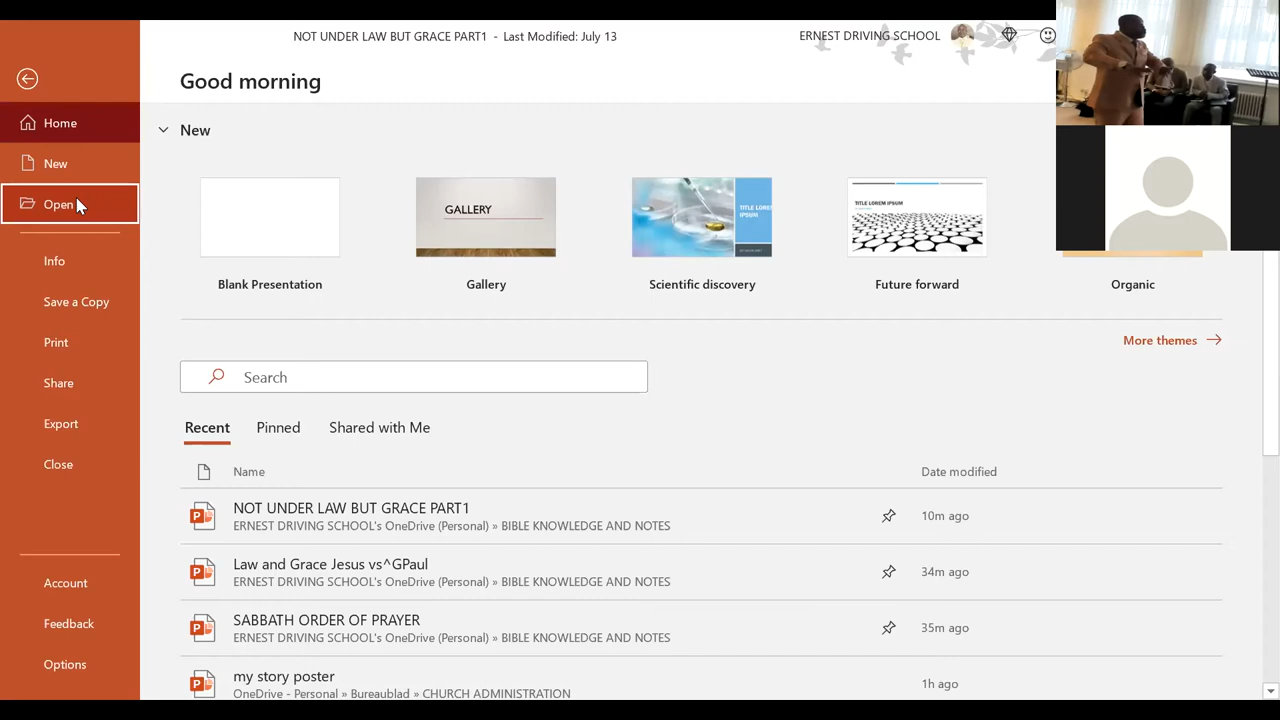 NOT UNDER LAW BUT GRACE PART1 - Last Modified: July 13
ERNEST DRIVING SCHOOL
Good morning
Home
New
Open
Info
Save a Copy
Print
Share
Export
Close
Account
Feedback
Options
New
GALLERY
TITLE LOREM
IPSUM
TITLE LOREM IPSUM
Blank Presentation
Gallery
Scientific discovery
Future forward
Organic
More themes
Search
Recent
Pinned
Shared with Me
Name
Date modified
NOT UNDER LAW BUT GRACE PART1
ERNEST DRIVING SCHOOL's OneDrive (Personal) » BIBLE KNOWLEDGE AND NOTES
10m ago
Law and Grace Jesus vs^GPaul
ERNEST DRIVING SCHOOL's OneDrive (Personal) » BIBLE KNOWLEDGE AND NOTES
34m ago
SABBATH ORDER OF PRAYER
ERNEST DRIVING SCHOOL's OneDrive (Personal) » BIBLE KNOWLEDGE AND NOTES
35m ago
my story poster
OneDrive - Personal » Bureaublad » CHURCH ADMINISTRATION
1h ago